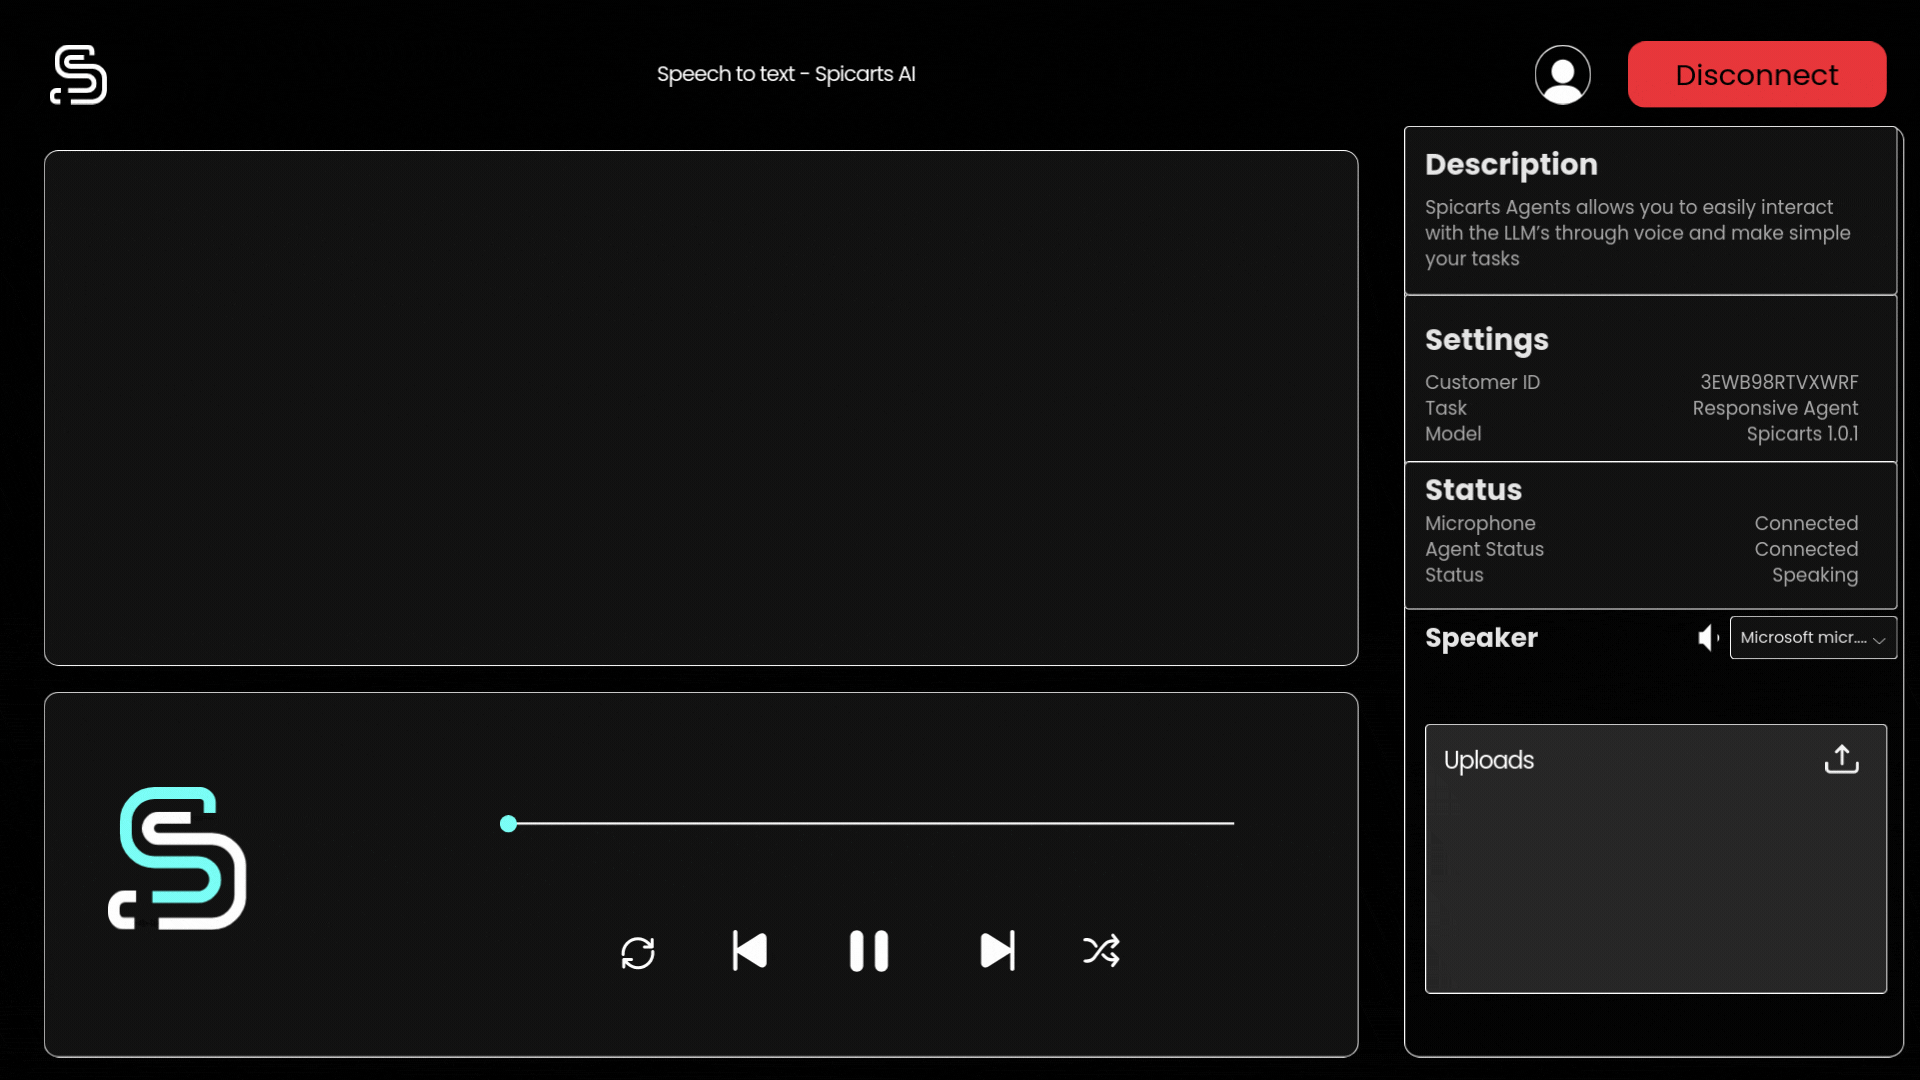 Speech to text - Spicarts AI
Disconnect
Description
Spicarts Agents allows you to easily interact
with the LLM's through voice and make simple
your tasks
Settings
Customer ID 3EWB98RTVXWRF
Task Responsive Agent
Model Spicarts 1.0.1
Status
Microphone Connected
Agent Status Connected
Status Speaking
Speaker Microsoft micr....
Uploads